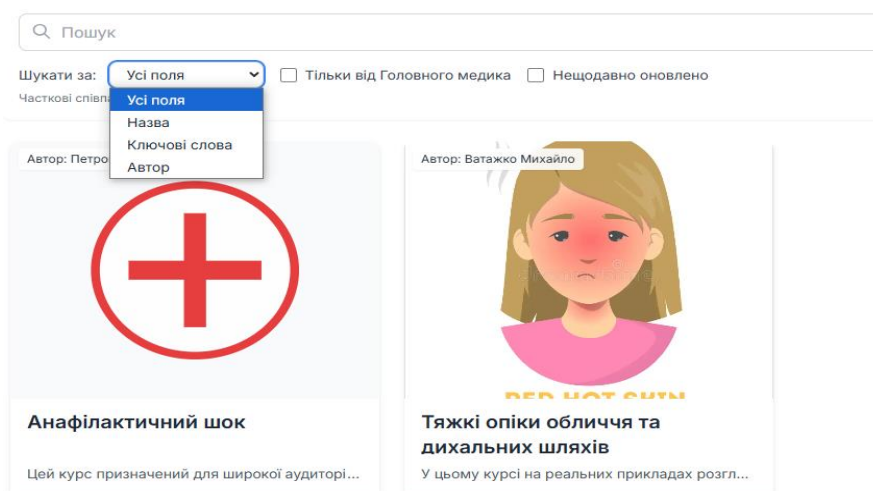 Пошук
Шукати за: Усі поля Тільки від Головного медика Нещодавно оновлено
Часткові
Усі поля
Назва
Ключові слова
Автор
Автор:
Автор: Ватажко Михайло
RED HOT SKIN
Анафілактичний шок
Тяжкі опіки обличчя та
дихальних шляхів
Цей курс призначений для широкої аудиторі...
У цьому курсі на реальних прикладах розгл...